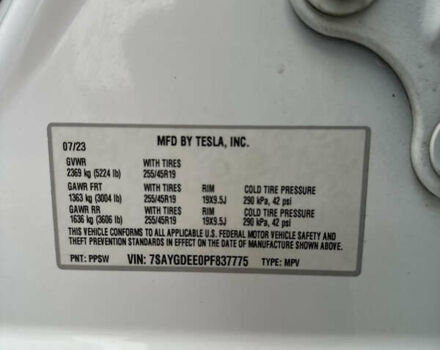 07/23 MFD BY TESLA, INC.
GVWR WITH TIRES
2369 kg (5224 lb) 255/45R19
GAWR FRT WITH TIRES RIM COLD TIRE PRESSURE
1363 kg (3004 lb) 255/45R19 19X9.5J 290 kPa, 42 psi
GAWR RR WITH TIRES RIM COLD TIRE PRESSURE
1636 kg (3606 lb) 255/45R19 19X9.5J 290 kPa, 42 psi
THIS VEHICLE CONFORMS TO ALL APPLICABLE U.S. FEDERAL MOTOR VEHICLE SAFETY AND
THEFT PREVENTION STANDARDS IN EFFECT ON THE DATE OF MANUFACTURE SHOWN ABOVE.
PNT: PPSW VIN: 7SAYGDEE0PF837775 TYPE: MPV